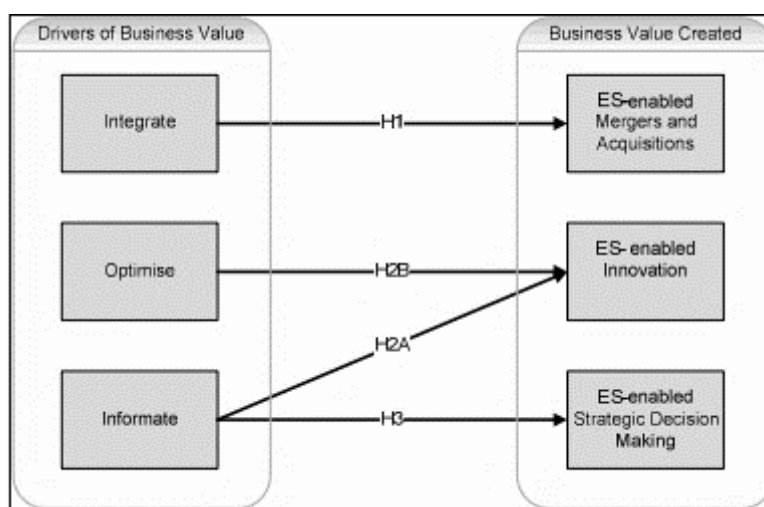 Drivers of Business Value
Business Value Created
Integrate
H1
ES-enabled
Mergers and
Acquisitions
Optimise
H2B
ES- enabled
Innovation
H2A
Informate
H3
ES-enabled
Strategic Decision
Making